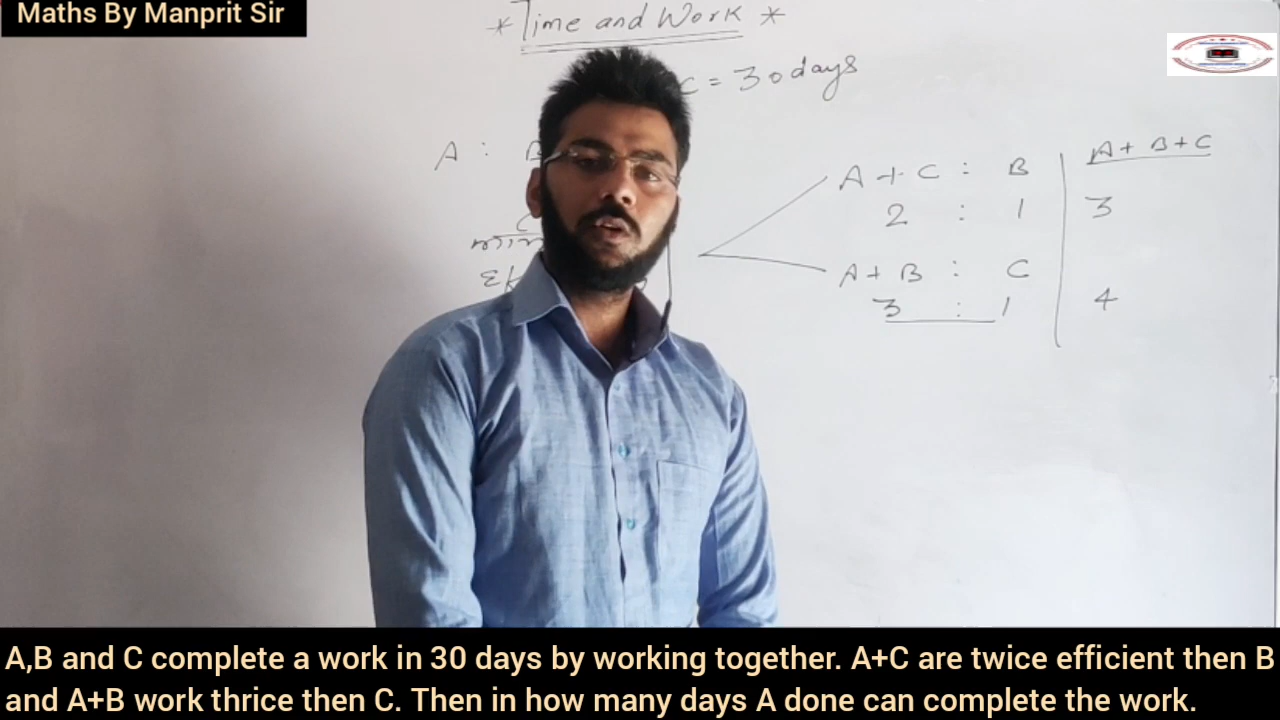 Maths By Manprit Sir
* Time and Work *
C = 30 days
A : B
A + C : B
2 : 1
A + B : C
3 : 1
A + B + C
3
4
A,B and C complete a work in 30 days by working together. A+C are twice efficient then B
and A+B work thrice then C. Then in how many days A done can complete the work.